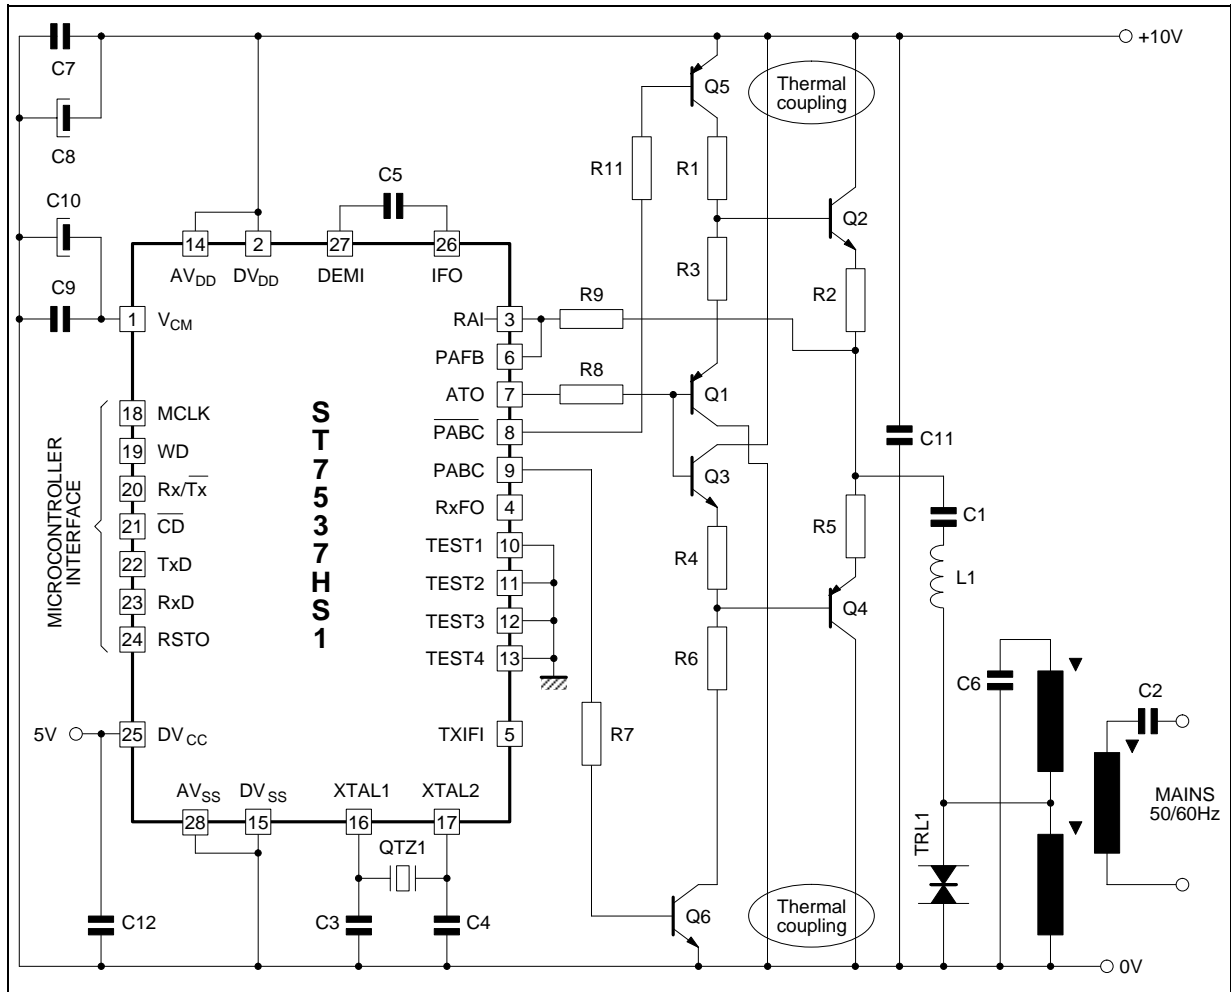 C7
+10V
Q5
Thermal
coupling
C8
C10
C5
R11
R1
14
2
27
26
Q2
C9
AVDD
DVDD
DEMI
IFO
R3
R9
R2
1
VCM
RAI
3
PAFB
6
R8
ATO
7
Q1
18
MCLK
PABC
8
C11
19
WD
PABC
9
Q3
20
Rx/Tx
RxFO
4
C1
21
CD
TEST1
10
R4
R5
22
TxD
TEST2
11
L1
23
RxD
TEST3
12
Q4
24
RSTO
TEST4
13
R6
MICROCONTROLLER
INTERFACE
ST7537HS1
C6
C2
5V
25
DVCC
TXIFI
5
R7
AVSS
DVSS
XTAL1
XTAL2
MAINS
50/60Hz
28
15
16
17
TRL1
QTZ1
C12
C3
C4
Q6
Thermal
coupling
0V